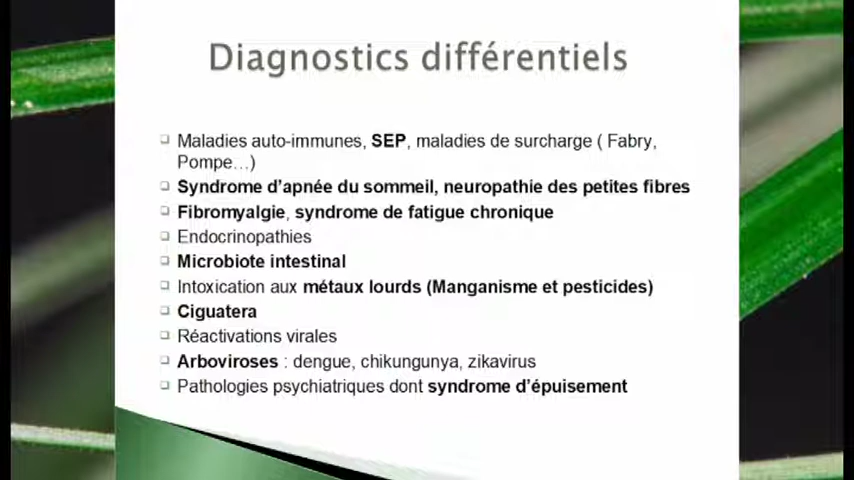 Diagnostics différentiels
Maladies auto-immunes, SEP, maladies de surcharge ( Fabry,
Pompe...)
Syndrome d'apnée du sommeil, neuropathie des petites fibres
Fibromyalgie, syndrome de fatigue chronique
Endocrinopathies
Microbiote intestinal
Intoxication aux métaux lourds (Manganisme et pesticides)
Ciguatera
Réactivations virales
Arboviroses : dengue, chikungunya, zikavirus
Pathologies psychiatriques dont syndrome d'épuisement